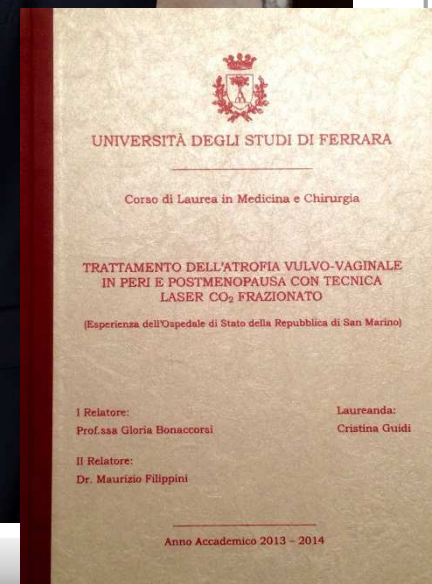 UNIVERSITÀ DEGLI STUDI DI FERRARA
Corso di Laurea in Medicina e Chirurgia
TRATTAMENTO DELL'ATROFIA VULVO-VAGINALE
IN PERI E POSTMENOPAUSA CON TECNICA
LASER CO₂ FRAZIONATO
(Esperienza dell'Ospedale di Stato della Repubblica di San Marino)
I Relatore:
Prof.ssa Gloria Bonaccorsi
Laureanda:
Cristina Guidi
II Relatore:
Dr. Maurizio Filippini
Anno Accademico 2013 – 2014